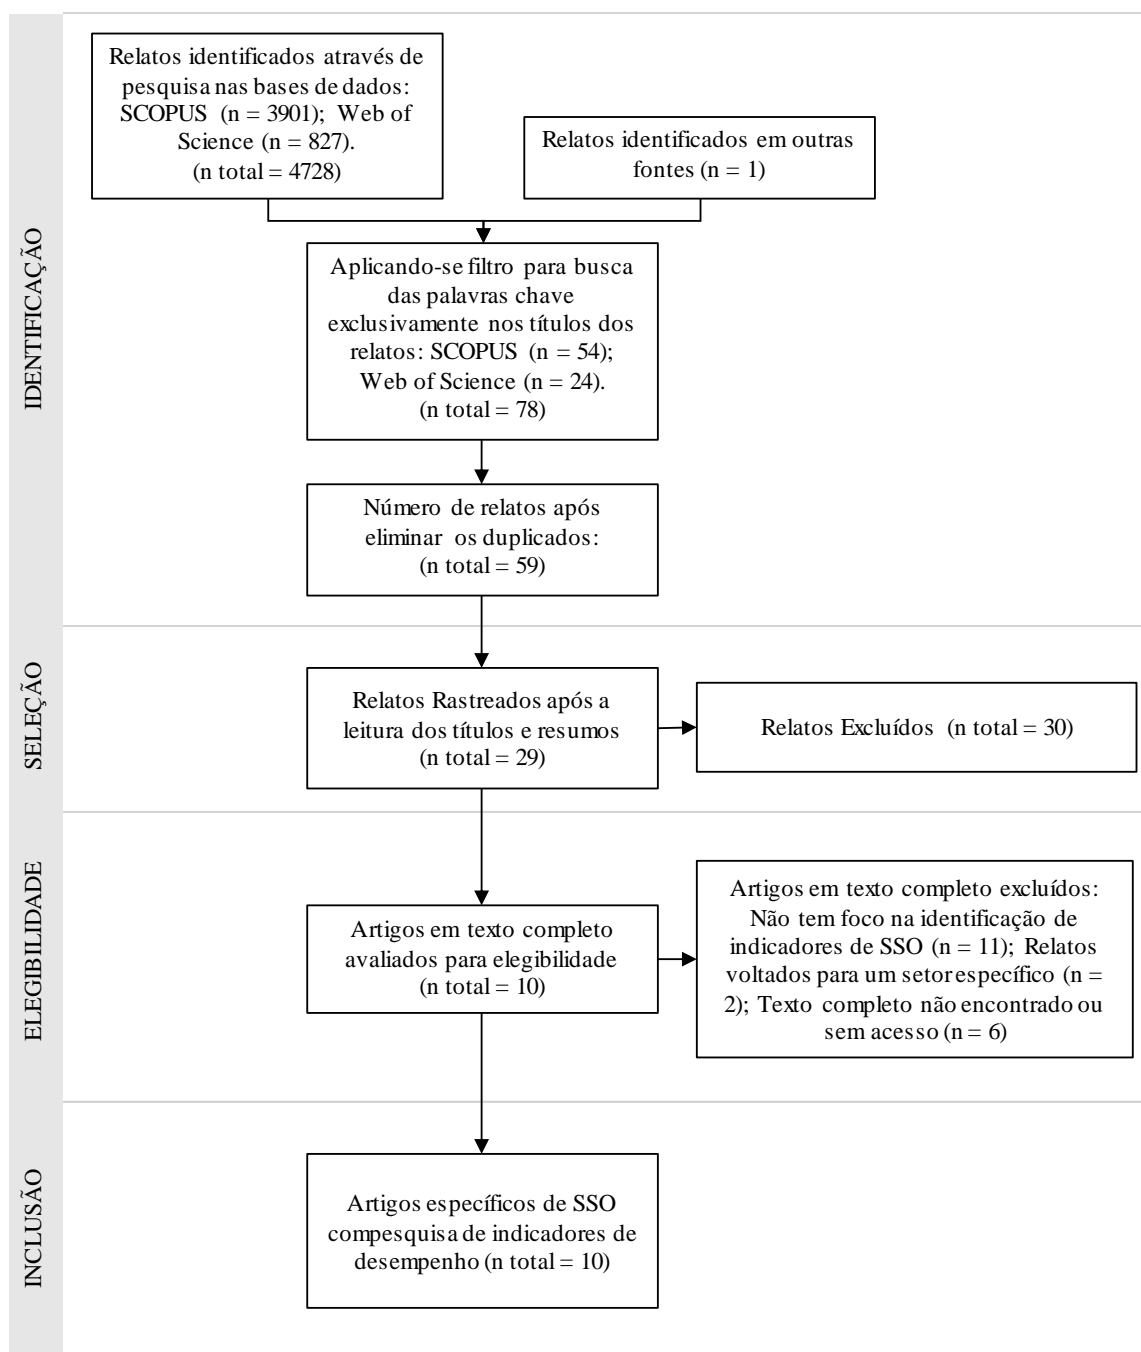 IDENTIFICAÇÃO
Relatos identificados através de
pesquisa nas bases de dados:
SCOPUS (n = 3901); Web of
Science (n = 827).
(n total = 4728)
Relatos identificados em outras
fontes (n = 1)
Aplicando-se filtro para busca
das palavras chave
exclusivamente nos títulos dos
relatos: SCOPUS (n = 54);
Web of Science (n = 24).
(n total = 78)
Número de relatos após
eliminar os duplicados:
(n total = 59)
SELEÇÃO
Relatos Rastreados após a
leitura dos títulos e resumos
(n total = 29)
Relatos Excluídos (n total = 30)
ELEGIBILIDADE
Artigos em texto completo
avaliados para elegibilidade
(n total = 10)
Artigos em texto completo excluídos:
Não tem foco na identificação de
indicadores de SSO (n = 11); Relatos
voltados para um setor específico (n =
2); Texto completo não encontrado ou
sem acesso (n = 6)
INCLUSÃO
Artigos específicos de SSO
compesquisa de indicadores de
desempenho (n total = 10)